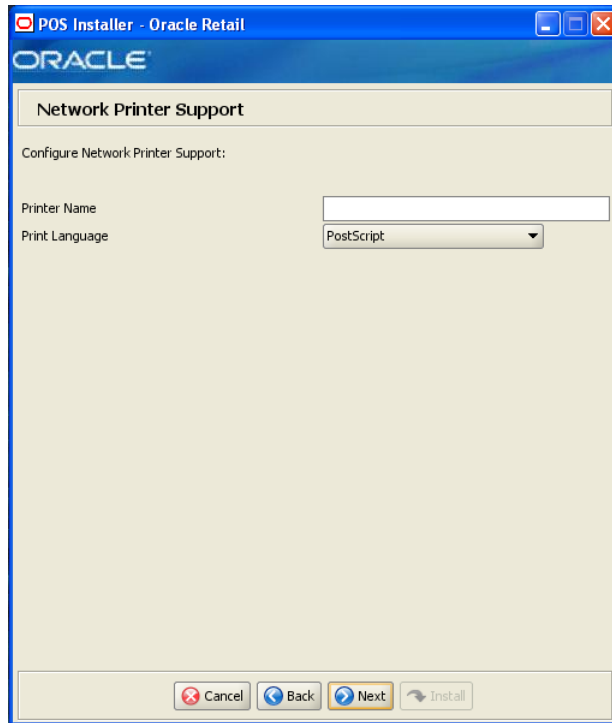 POS Installer - Oracle Retail
ORACLE
Network Printer Support
Configure Network Printer Support:
Printer Name
Print Language PostScript
Cancel Back Next Install